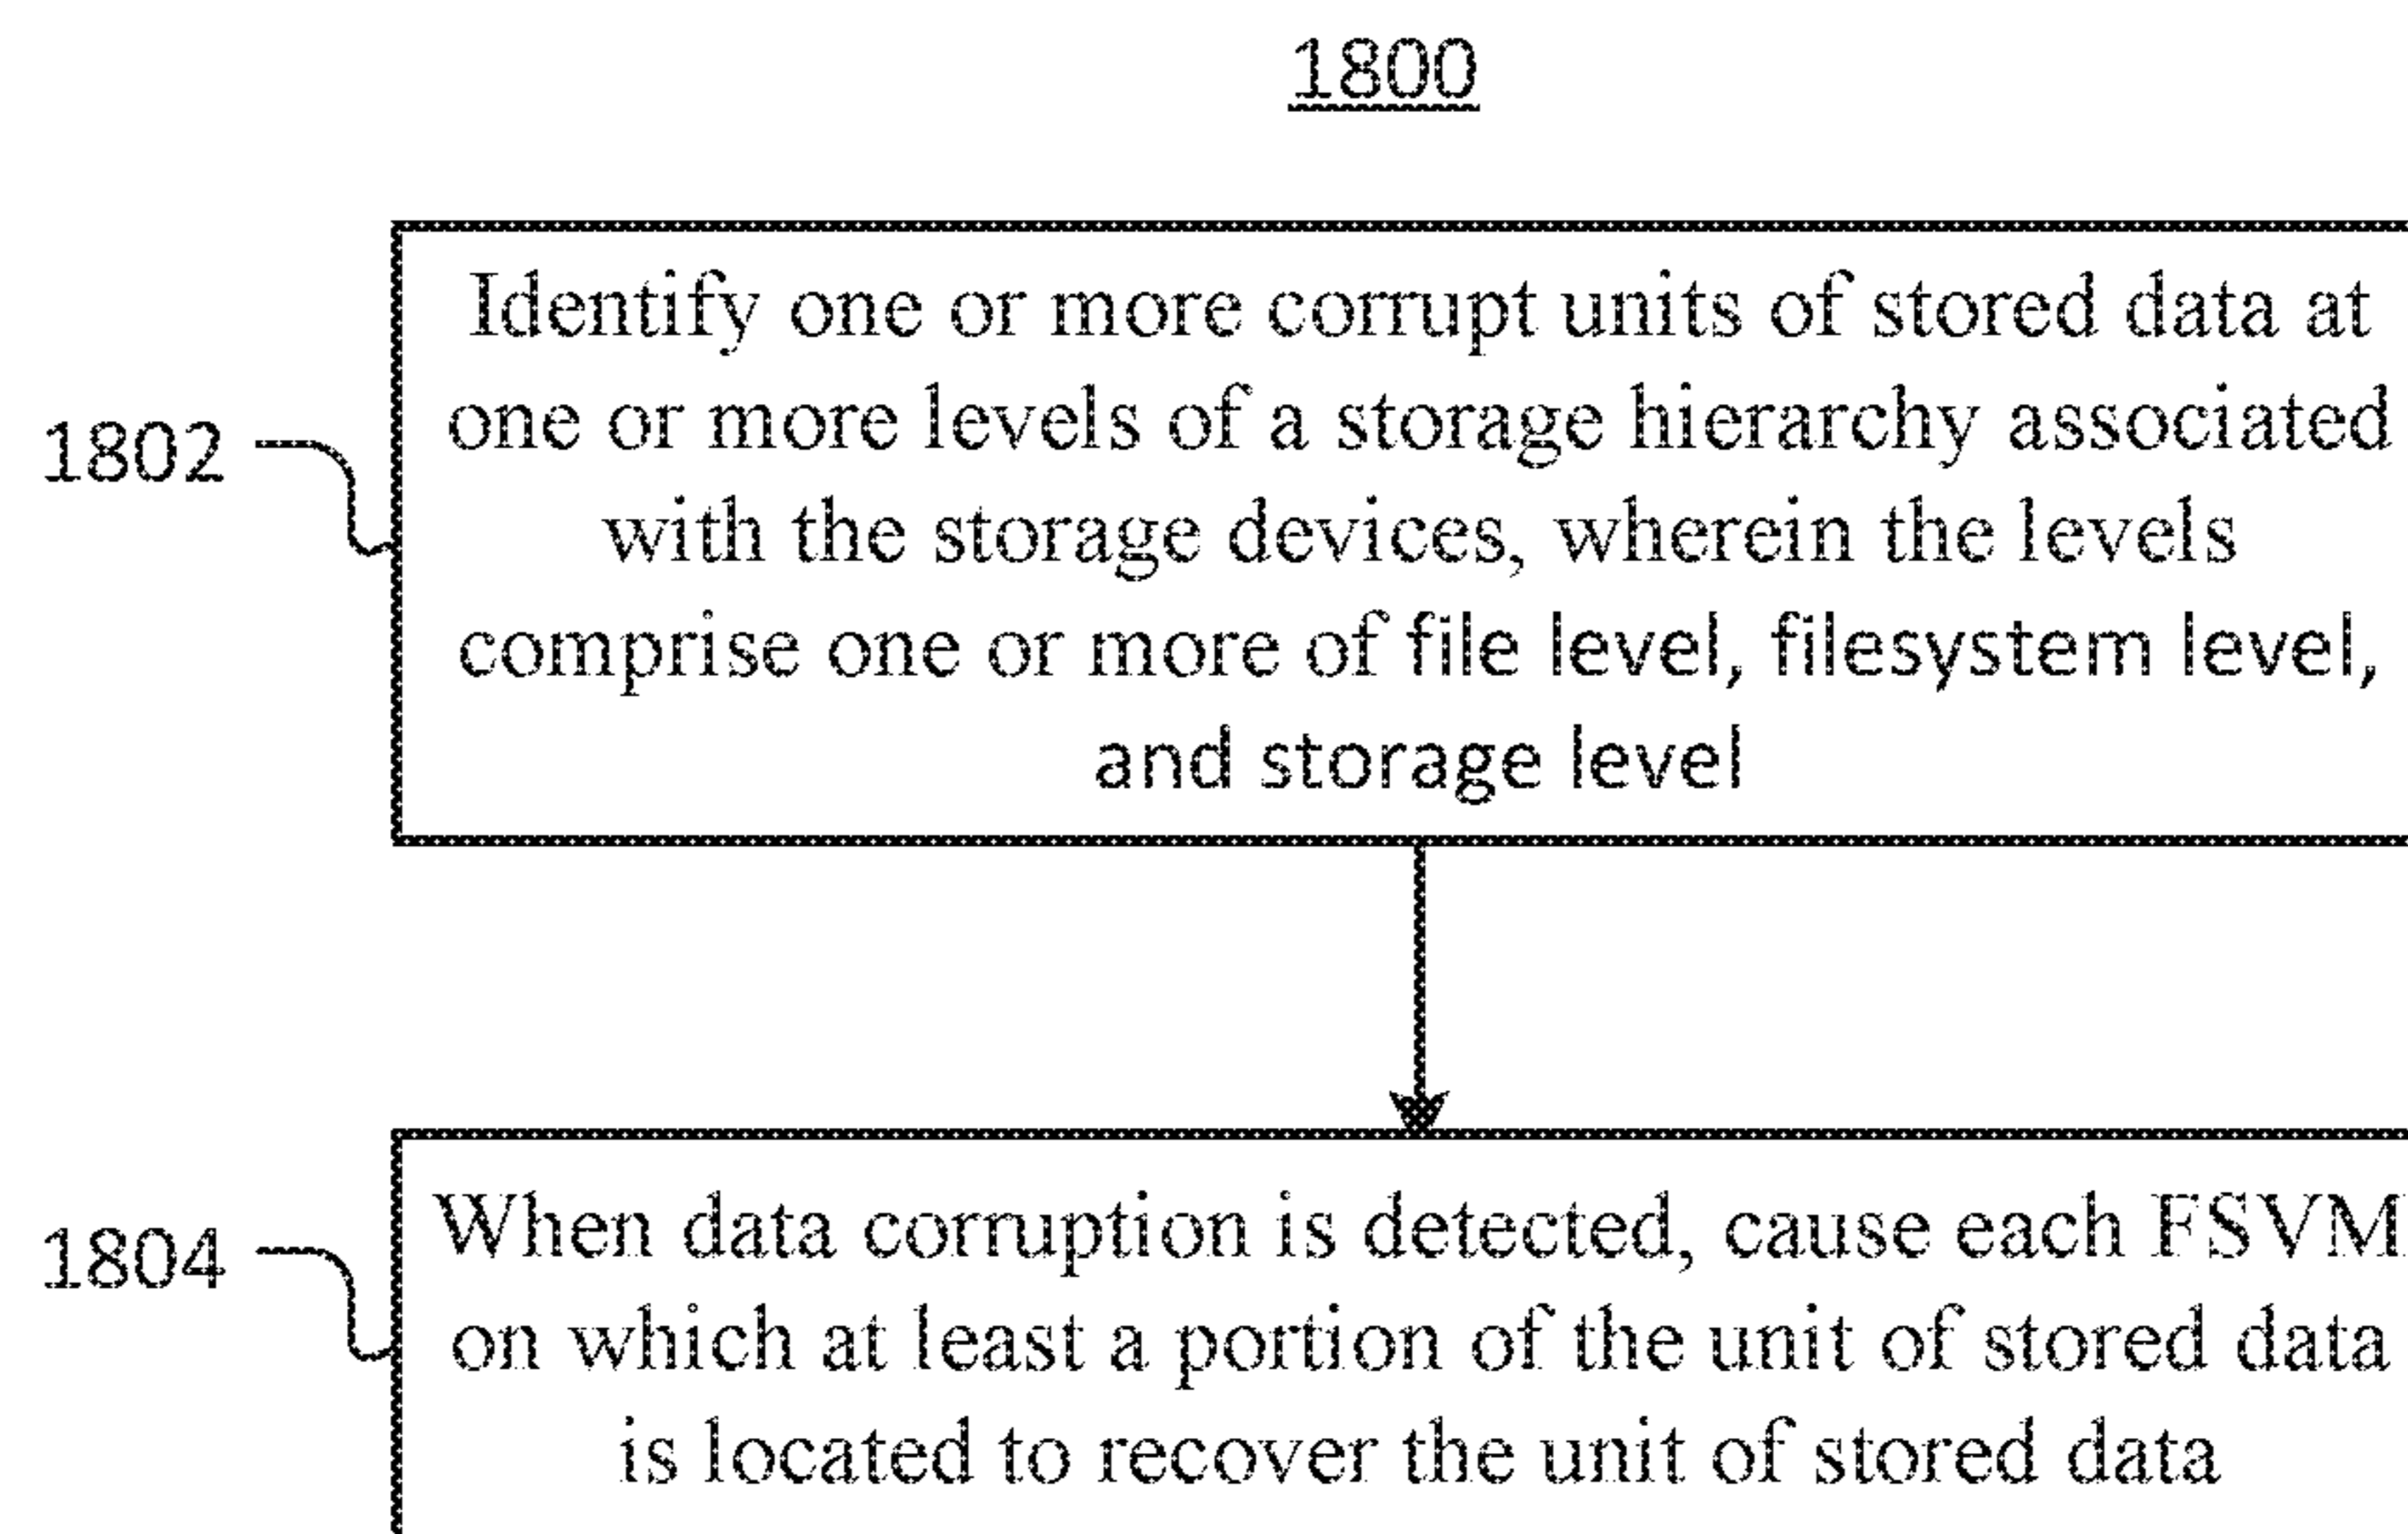 1800
Identify one or more corrupt units of stored data at
one or more levels of a storage hierarchy associated
1802
with the storage devices, wherein the levels
comprise one or more of file level, filesystem level,
and storage level
When data corruption is detected, cause each FSVM
1804
on which at least a portion of the unit of stored data
is located to recover the unit of stored data